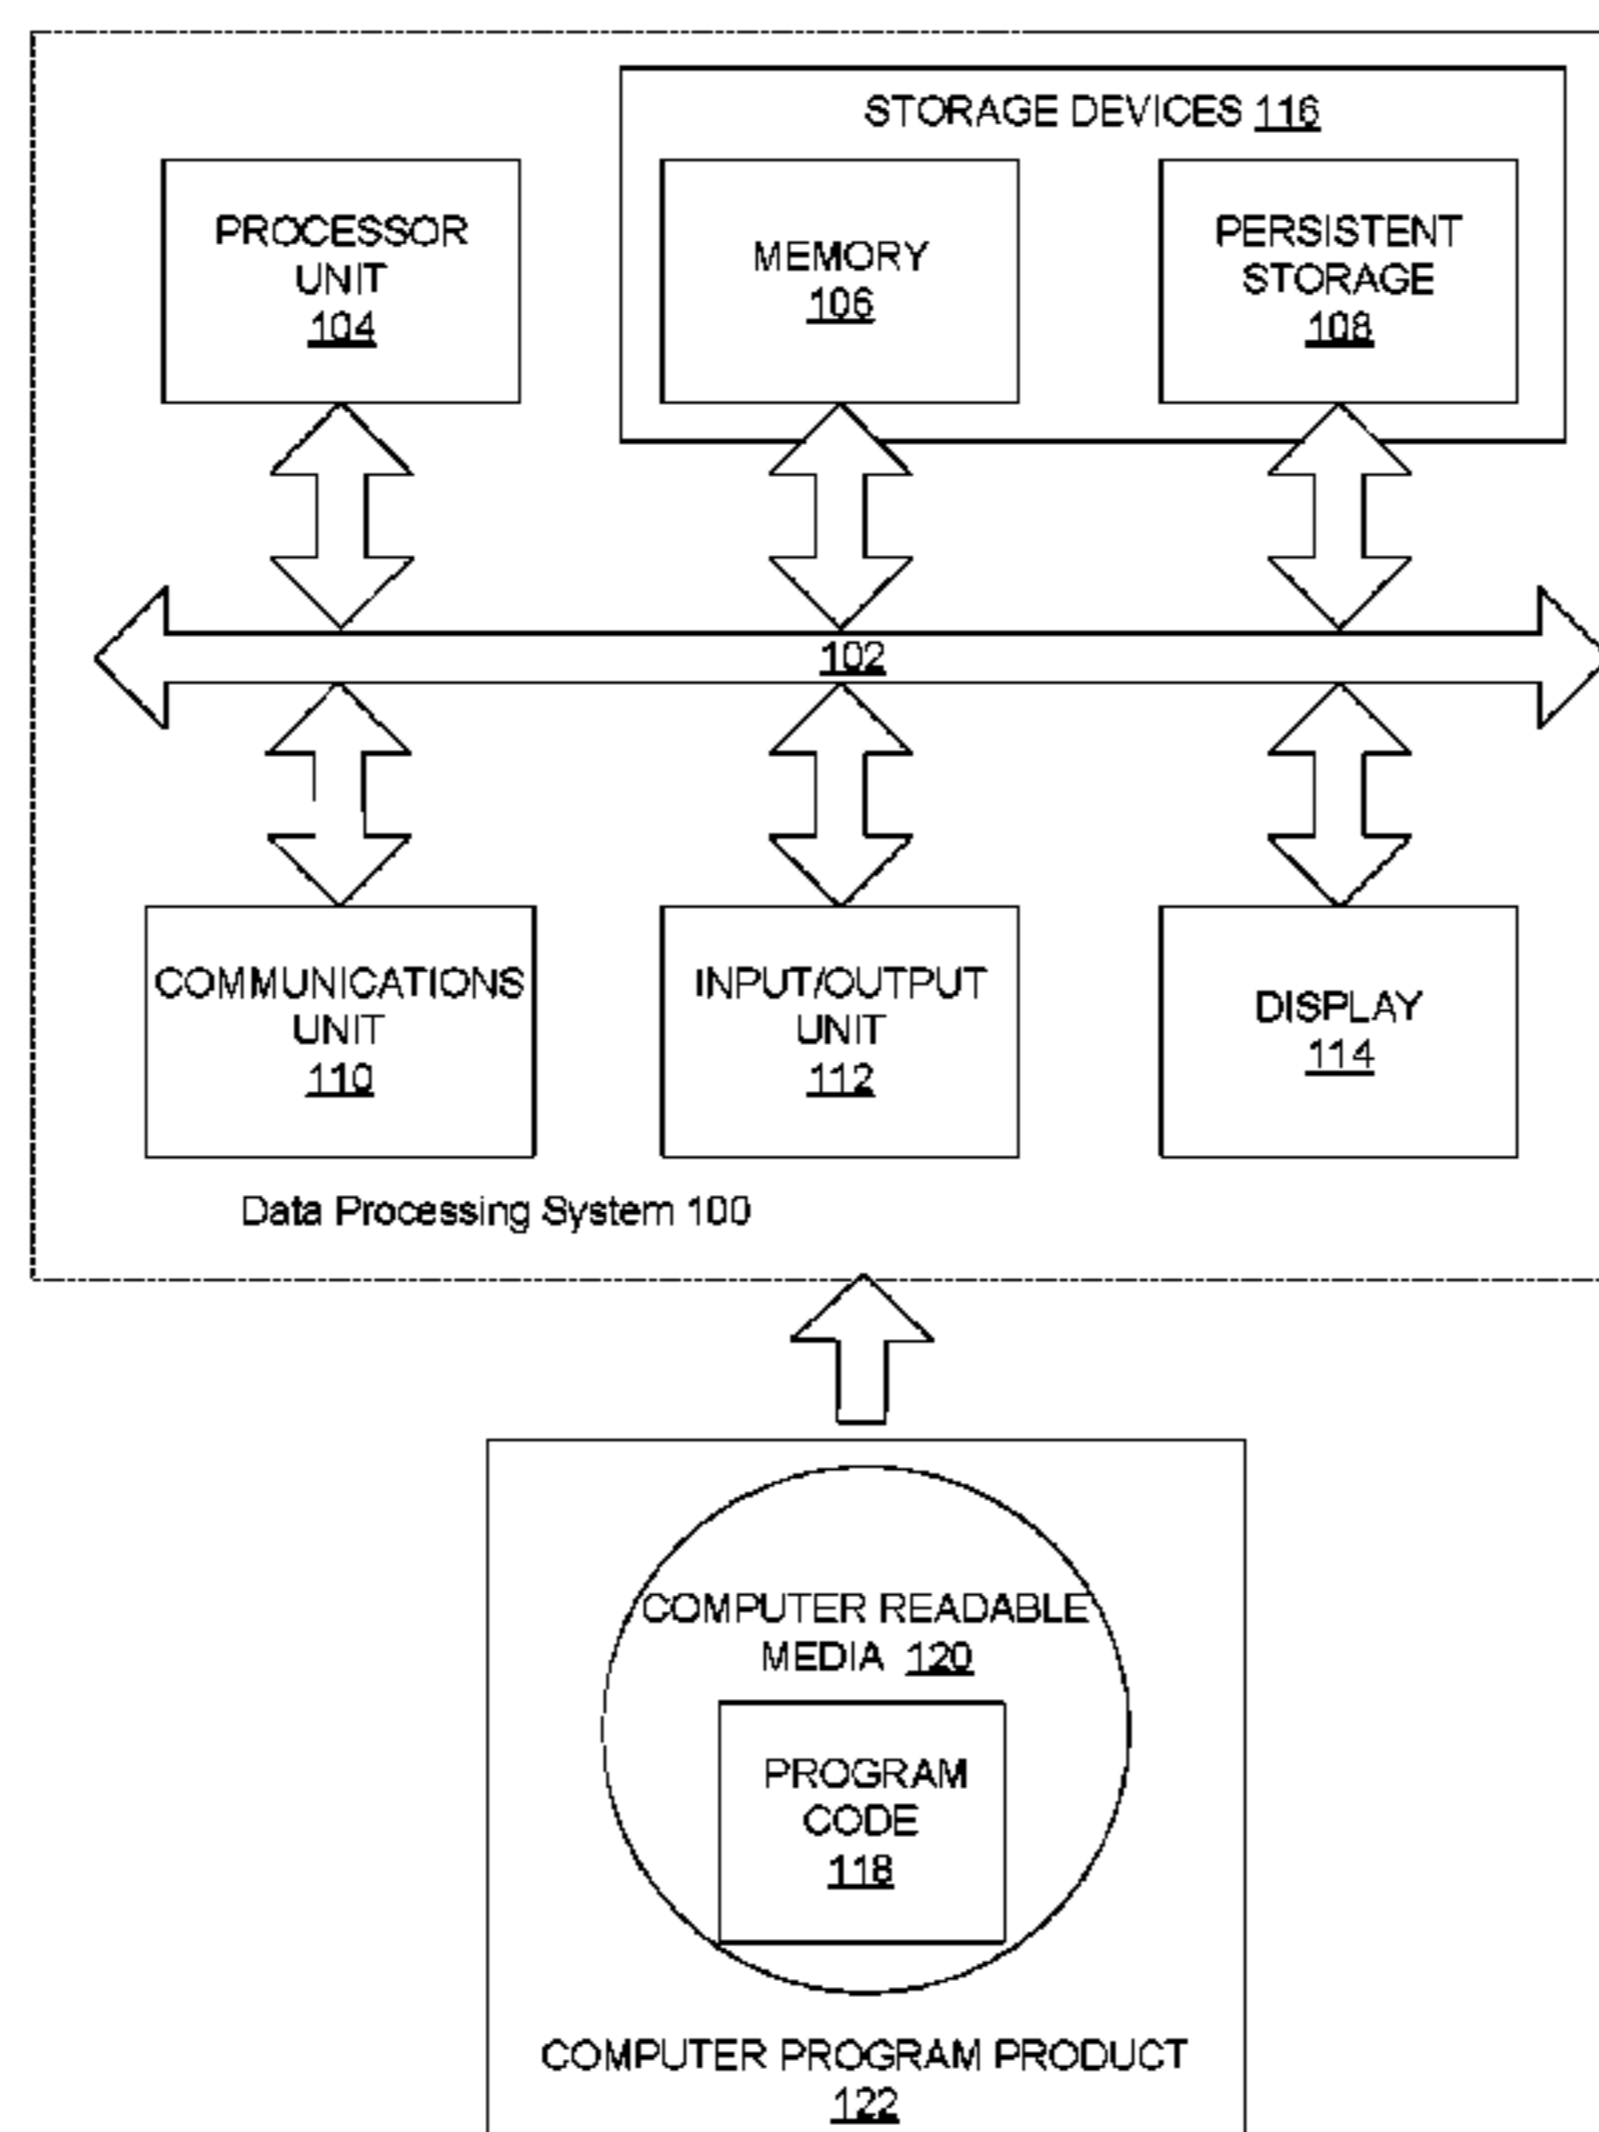 STORAGE DEVICES 116
PROCESSOR
UNIT
104
MEMORY
106
PERSISTENT
STORAGE
108
102
COMMUNICATIONS
UNIT
110
INPUT/OUTPUT
UNIT
112
DISPLAY
114
Data Processing System 100
COMPUTER READABLE
MEDIA 120
PROGRAM
CODE
118
COMPUTER PROGRAM PRODUCT
122